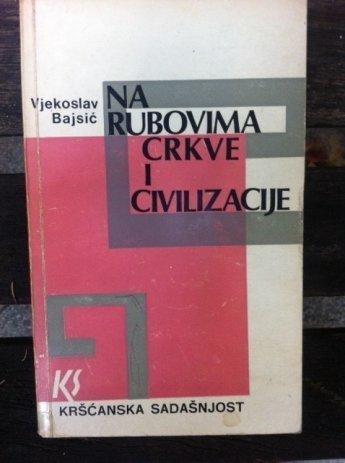 Vjekoslav
Bajsić
NA
RUBOVIMA
CRKVE
I
CIVILIZACIJE
KS
KRŠĆANSKA SADAŠNJOST